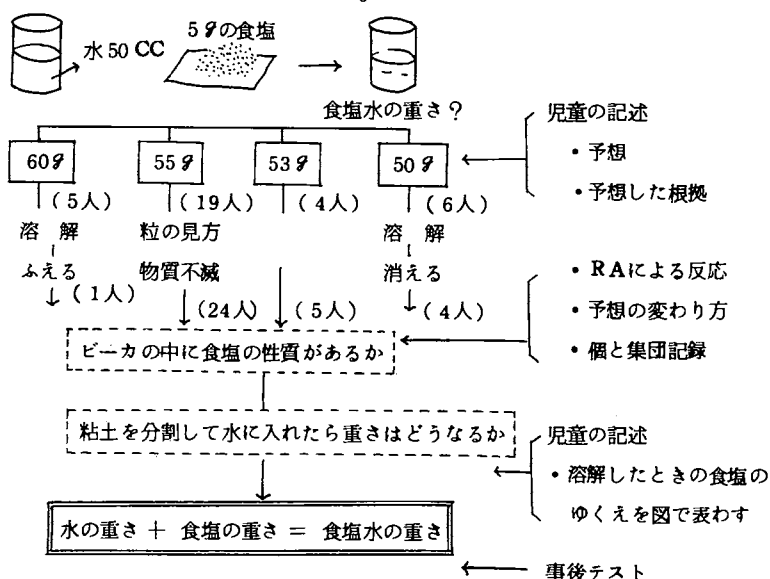 水50CC
5gの食塩
食塩水の重さ？
60g
55g
53g
50g
(5人)
(19人)
(4人)
(6人)
溶解
ふえる
粒の見方
物質不滅
溶解
消える
(1人)
(24人)
(5人)
(4人)
児童の記述
・予想
・予想した根拠
・RAによる反応
・予想の変わり方
・個と集団記録
ビーカの中に食塩の性質があるか
粘土を分割して水に入れたら重さはどうなるか
児童の記述
・溶解したときの食塩の
ゆくえを図で表わす
水の重さ ＋ 食塩の重さ ＝ 食塩水の重さ
事後テスト